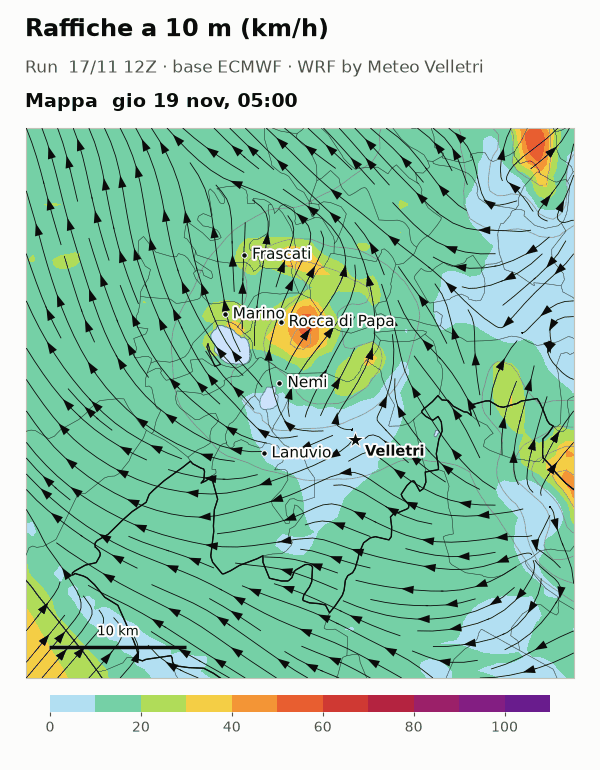 Raffiche a 10 m (km/h)
Run  17/11 12Z · base ECMWF · WRF by Meteo Velletri
Mappa  gio 19 nov, 05:00
Frascati
Marino
Rocca di Papa
Nemi
Velletri
Lanuvio
10 km
0 20 40 60 80 100